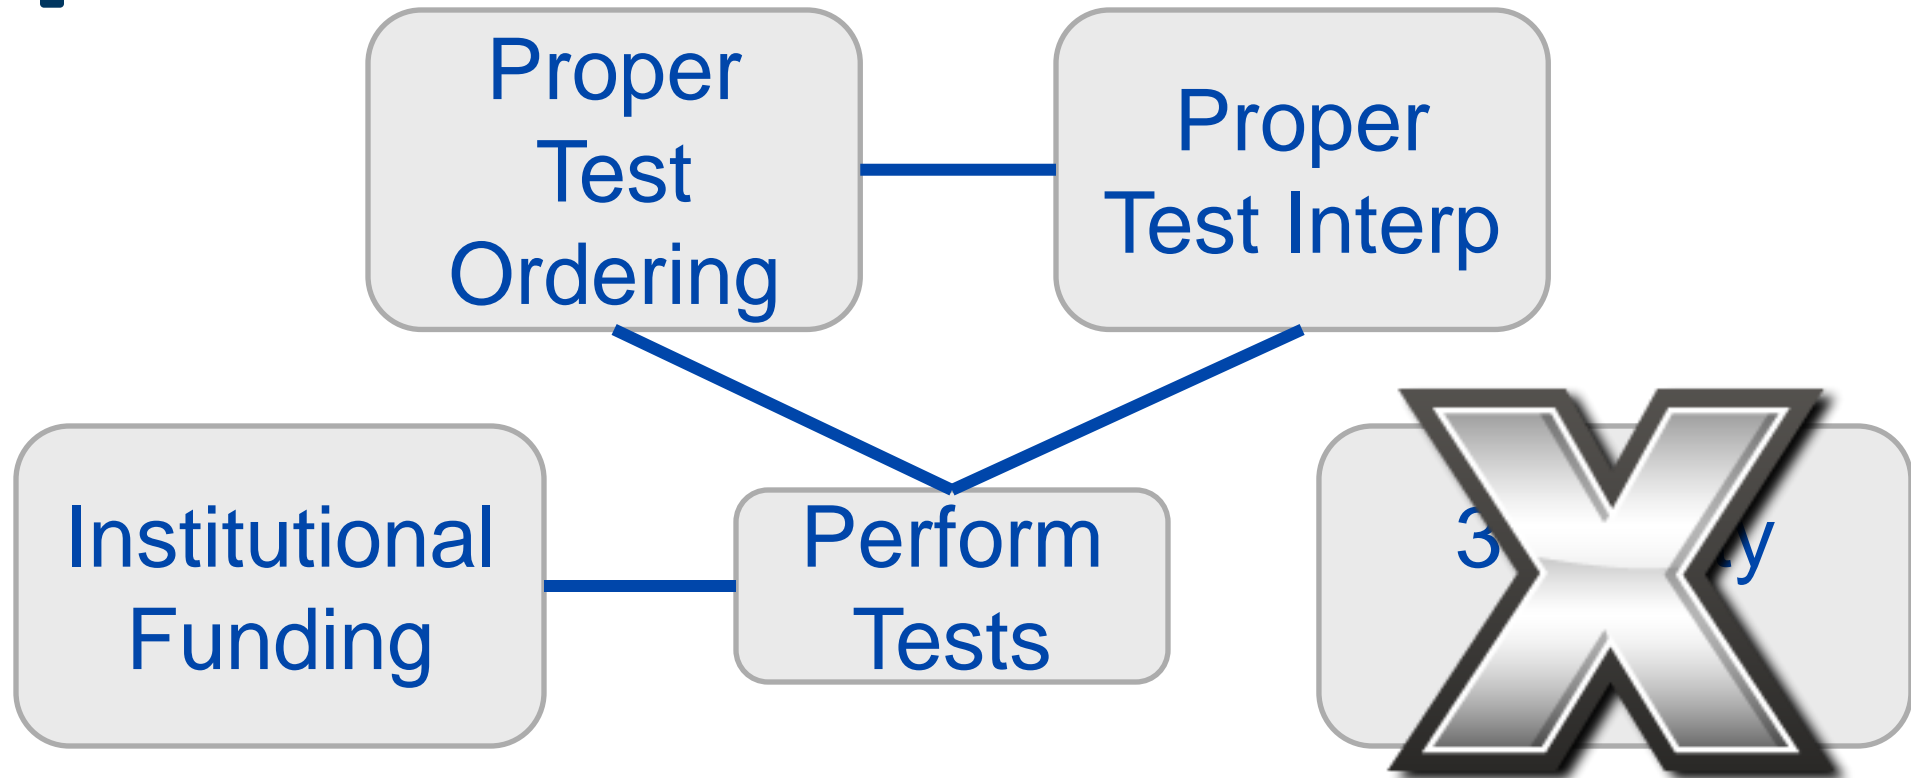 Proper
Test
Ordering
Proper
Test Interp
Institutional
Funding
Perform
Tests